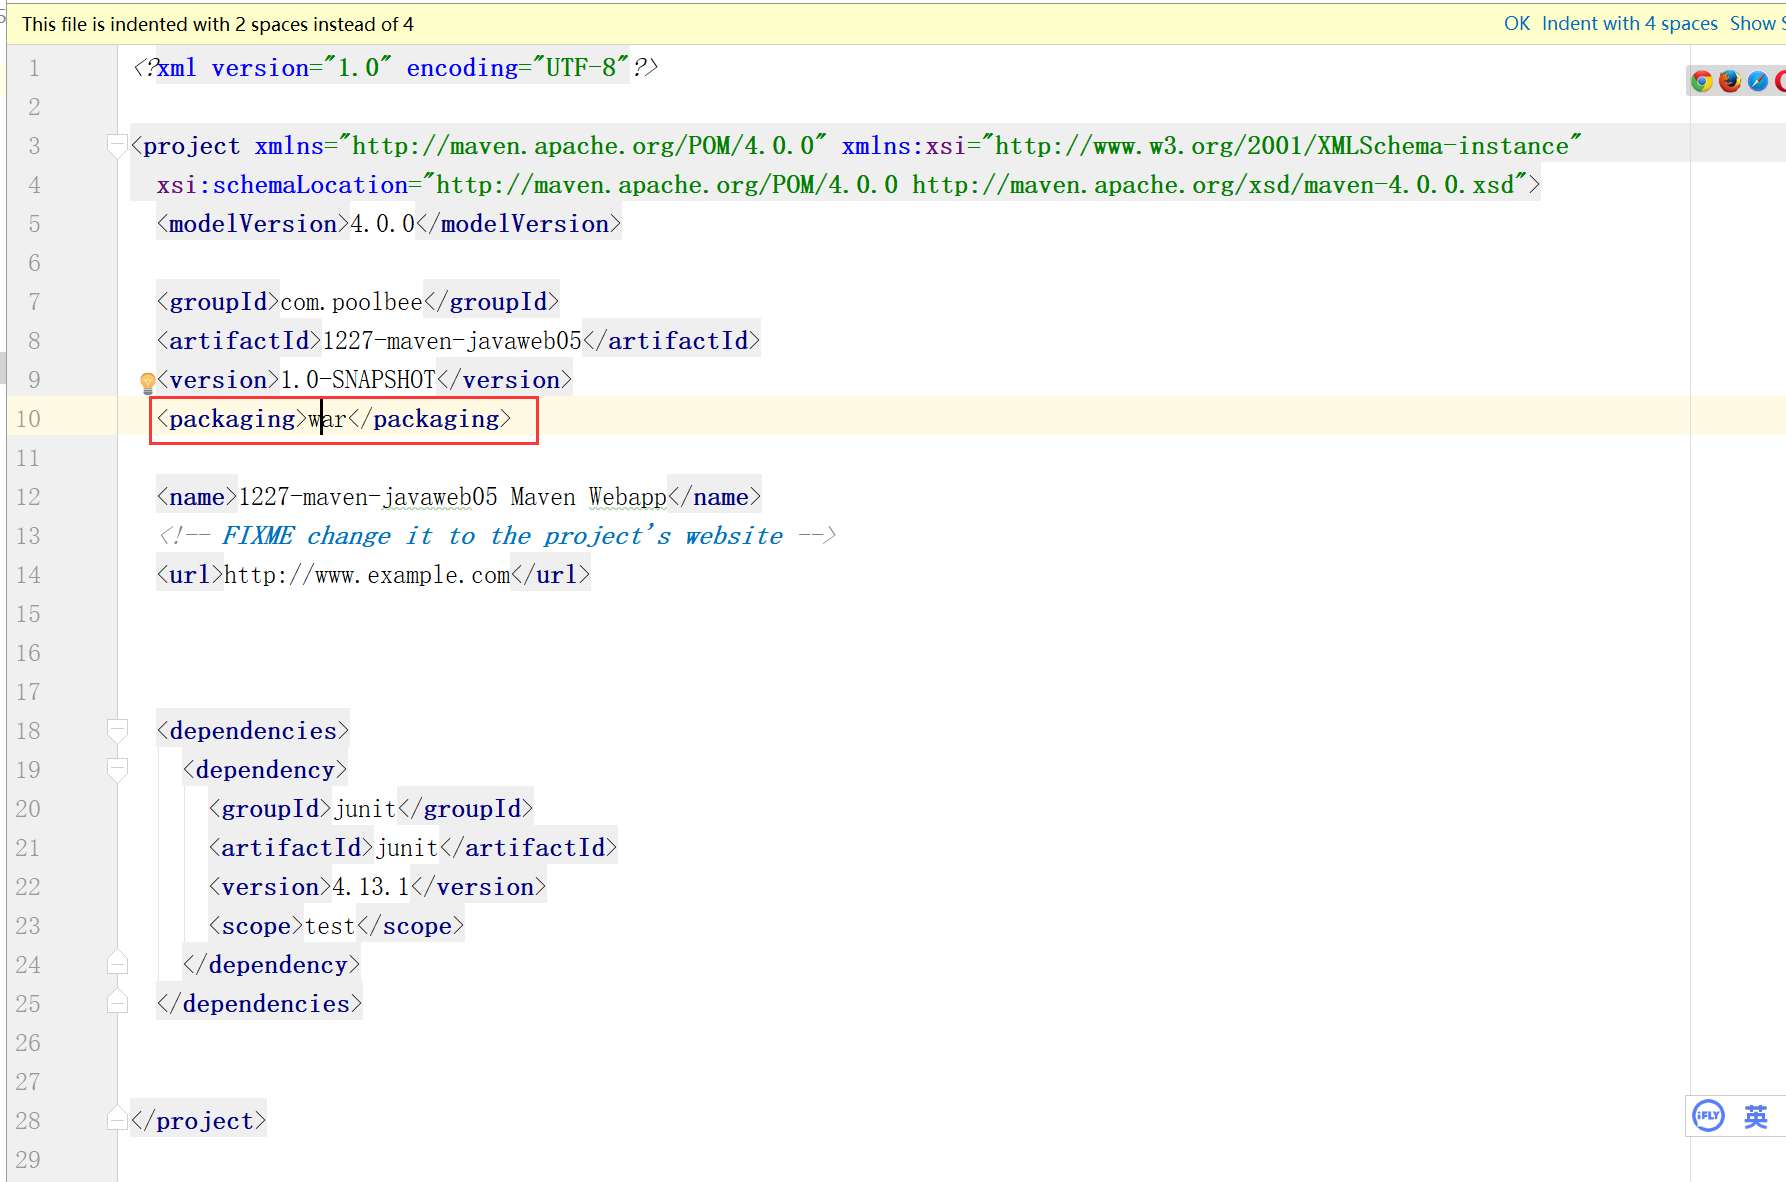 This file is indented with 2 spaces instead of 4 OK Indent with 4 spaces Show
1 <?xml version="1.0" encoding="UTF-8"?>
2
3 <project xmlns="http://maven.apache.org/POM/4.0.0" xmlns:xsi="http://www.w3.org/2001/XMLSchema-instance"
4 xsi:schemaLocation="http://maven.apache.org/POM/4.0.0 http://maven.apache.org/xsd/maven-4.0.0.xsd">
5 <modelVersion>4.0.0</modelVersion>
6
7 <groupId>com.poolbee</groupId>
8 <artifactId>1227-maven-javaweb05</artifactId>
9 <version>1.0-SNAPSHOT</version>
10 <packaging>war</packaging>
11
12 <name>1227-maven-javaweb05 Maven Webapp</name>
13 <!-- FIXME change it to the project's website -->
14 <url>http://www.example.com</url>
15
16
17
18 <dependencies>
19 <dependency>
20 <groupId>junit</groupId>
21 <artifactId>junit</artifactId>
22 <version>4.13.1</version>
23 <scope>test</scope>
24 </dependency>
25 </dependencies>
26
27
28 </project>
29
iFLY 英